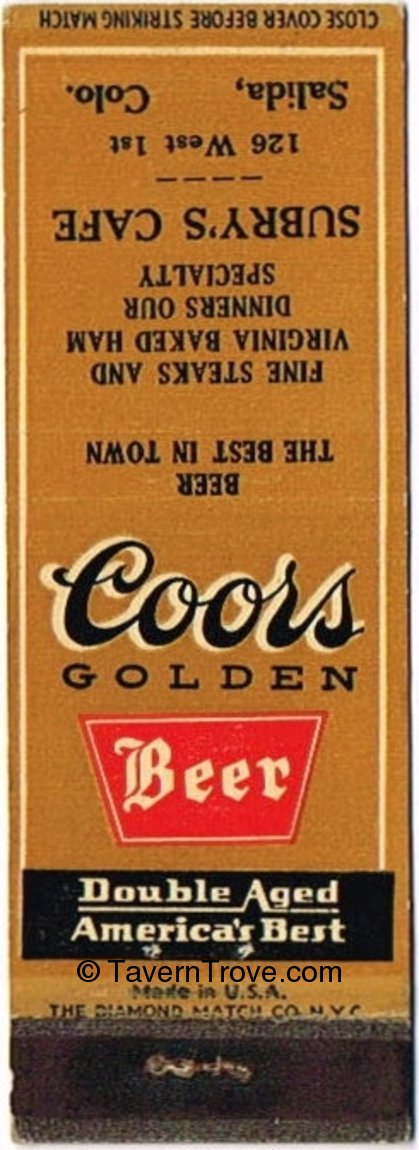 CLOSE COVER BEFORE STRIKING MATCH
BEER
THE BEST IN TOWN
FINE STEAKS AND
VIRGINIA BAKED HAM
DINNERS OUR
SPECIALTY
SUBRY'S CAFE
126 West 1st
Salida, Colo.
Coors
GOLDEN
Beer
Double Aged
America's Best
© TavernTrove.com
Made in U.S.A.
THE DIAMOND MATCH CO. N.Y.C.